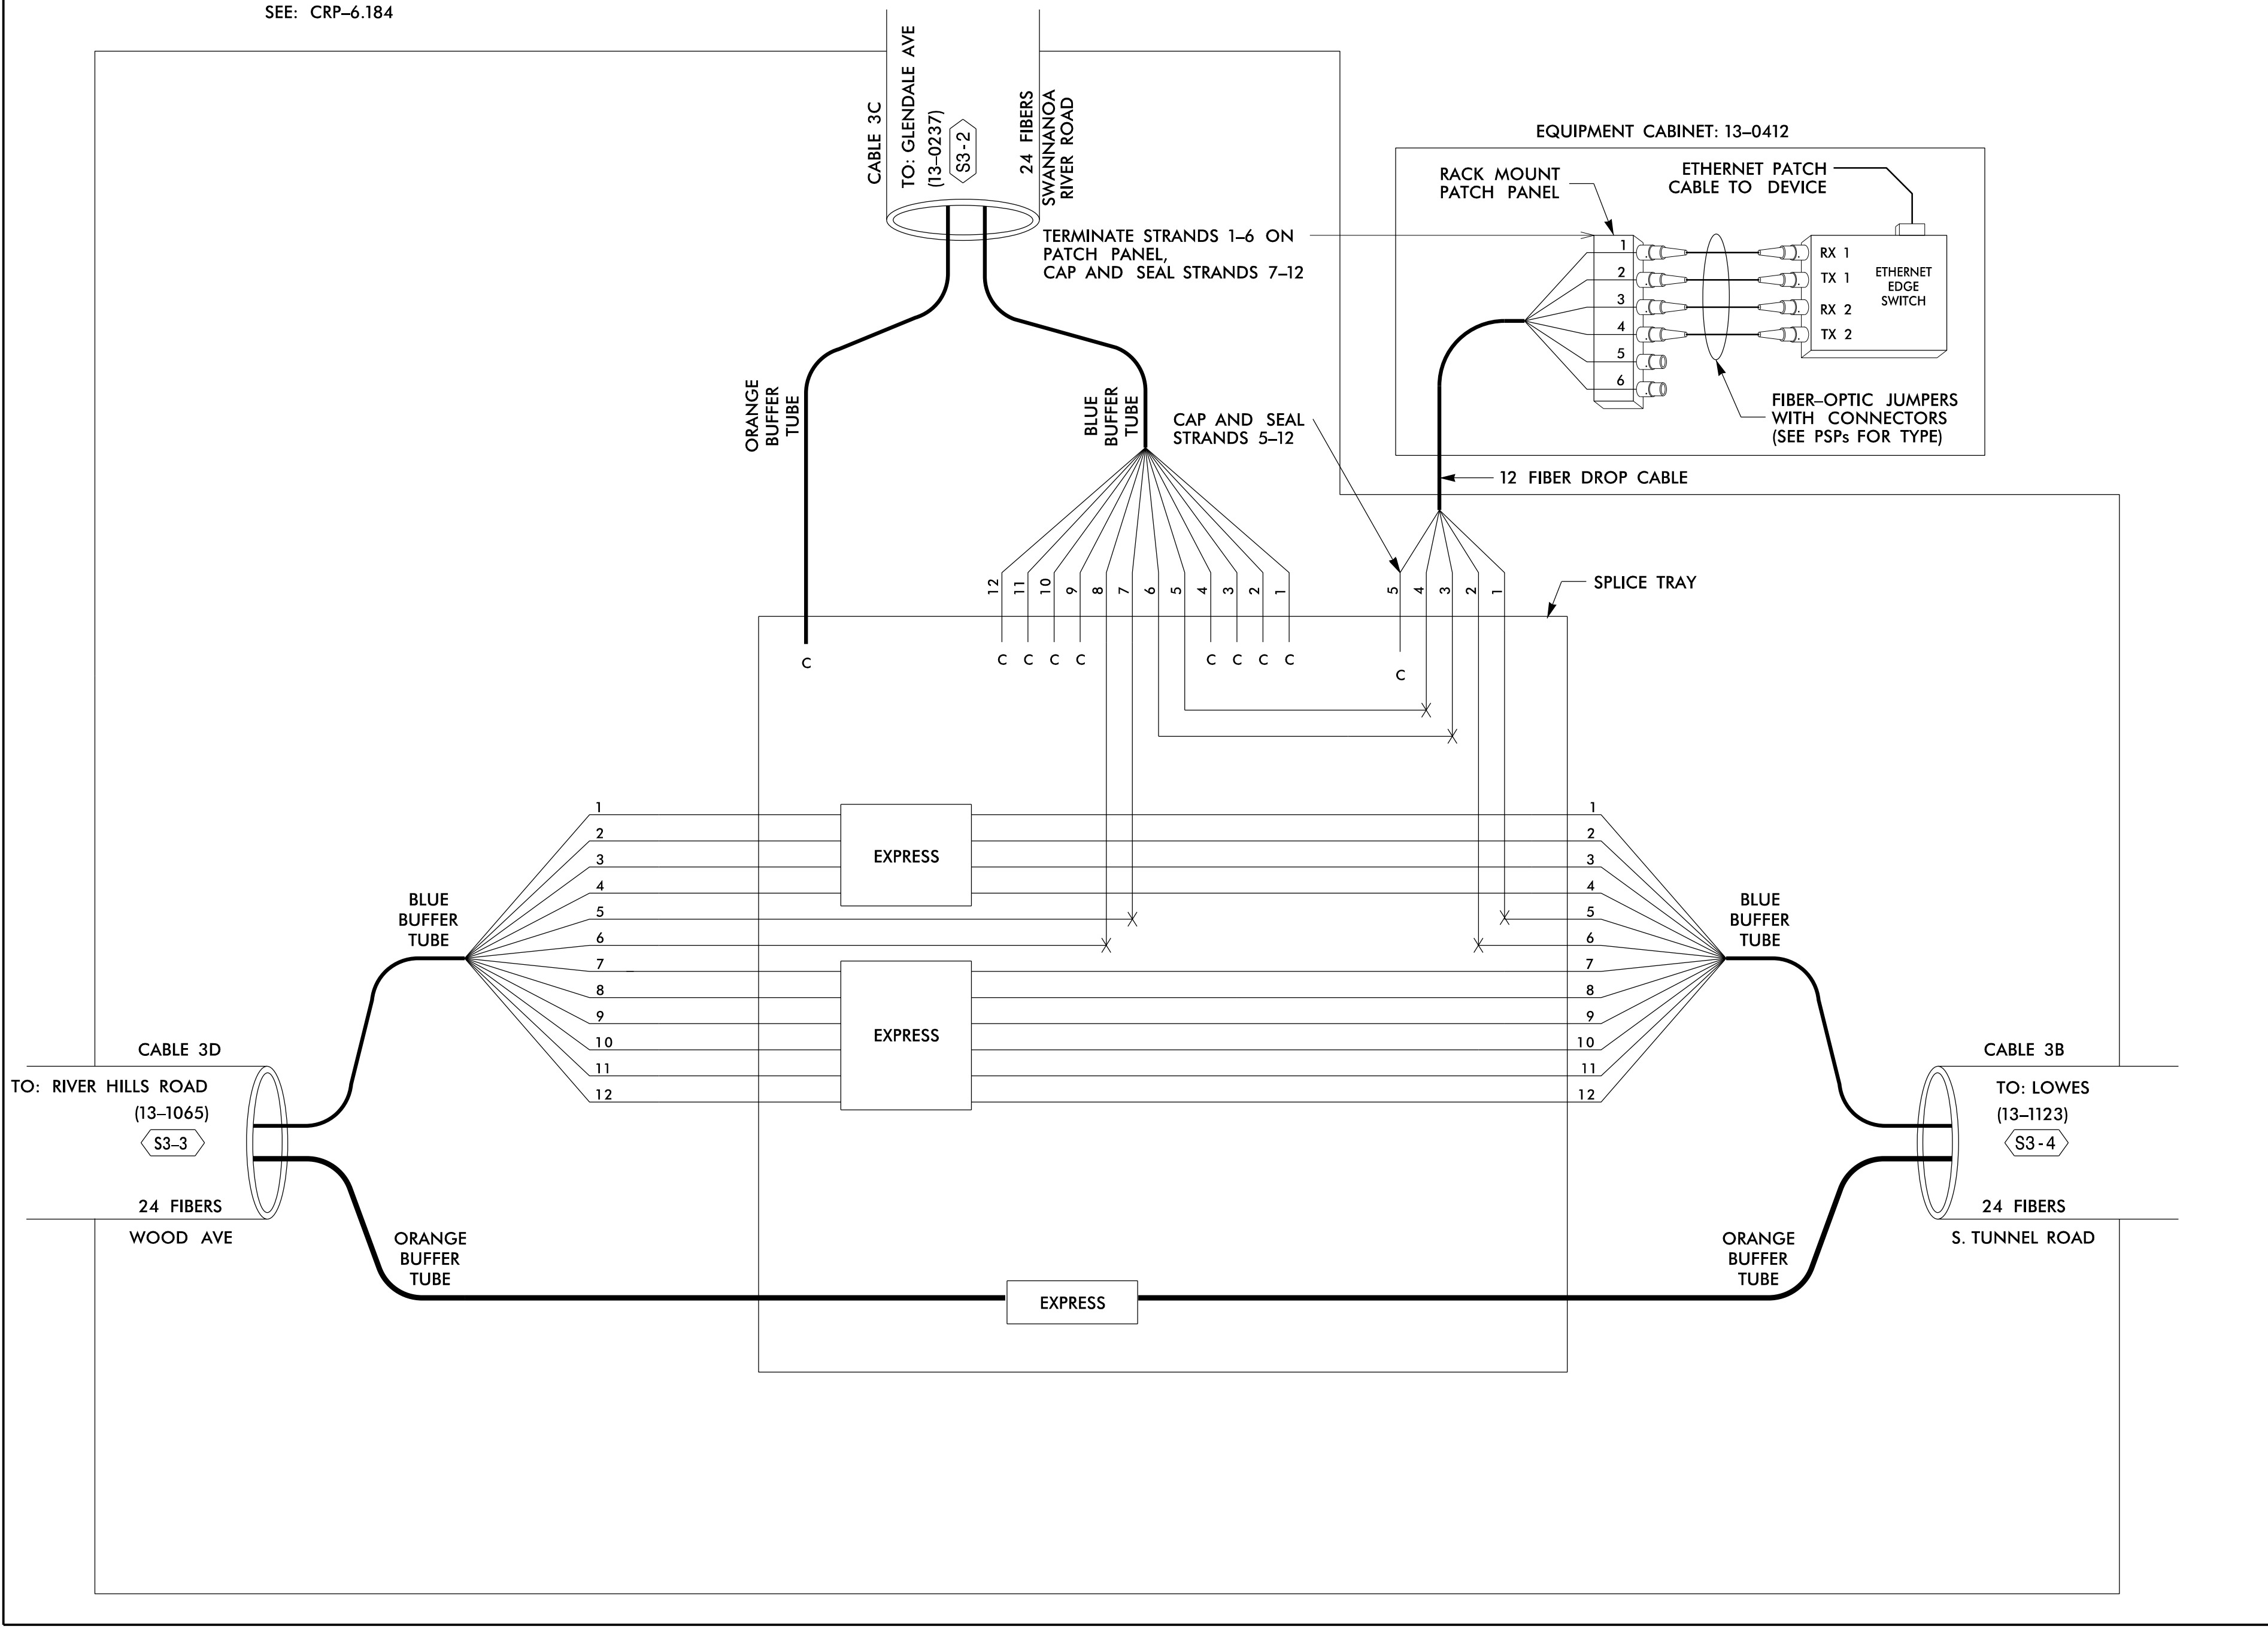 SEE: CRP–6.184
CABLE 3C
TO: GLENDALE AVE
(13–0237)
S3-2
24 FIBERS
SWANNANOA
RIVER ROAD
EQUIPMENT CABINET: 13–0412
RACK MOUNT
PATCH PANEL
ETHERNET PATCH
CABLE TO DEVICE
TERMINATE STRANDS 1–6 ON
PATCH PANEL,
CAP AND SEAL STRANDS 7–12
1
2
3
4
5
6
RX 1
TX 1
RX 2
TX 2
ETHERNET
EDGE
SWITCH
FIBER–OPTIC JUMPERS
WITH CONNECTORS
(SEE PSPs FOR TYPE)
ORANGE
BUFFER
TUBE
BLUE
BUFFER
TUBE
CAP AND SEAL
STRANDS 5–12
12 FIBER DROP CABLE
12 11 10 9 8 7 6 5 4 3 2 1
5 4 3 2 1
SPLICE TRAY
C
C C C C C C C C
C
1
2
3
4
5
6
7
8
9
10
11
12
EXPRESS
EXPRESS
1
2
3
4
5
6
7
8
9
10
11
12
BLUE
BUFFER
TUBE
BLUE
BUFFER
TUBE
CABLE 3D
TO: RIVER HILLS ROAD
(13–1065)
S3–3
24 FIBERS
WOOD AVE
CABLE 3B
TO: LOWES
(13–1123)
S3-4
24 FIBERS
S. TUNNEL ROAD
ORANGE
BUFFER
TUBE
EXPRESS
ORANGE
BUFFER
TUBE